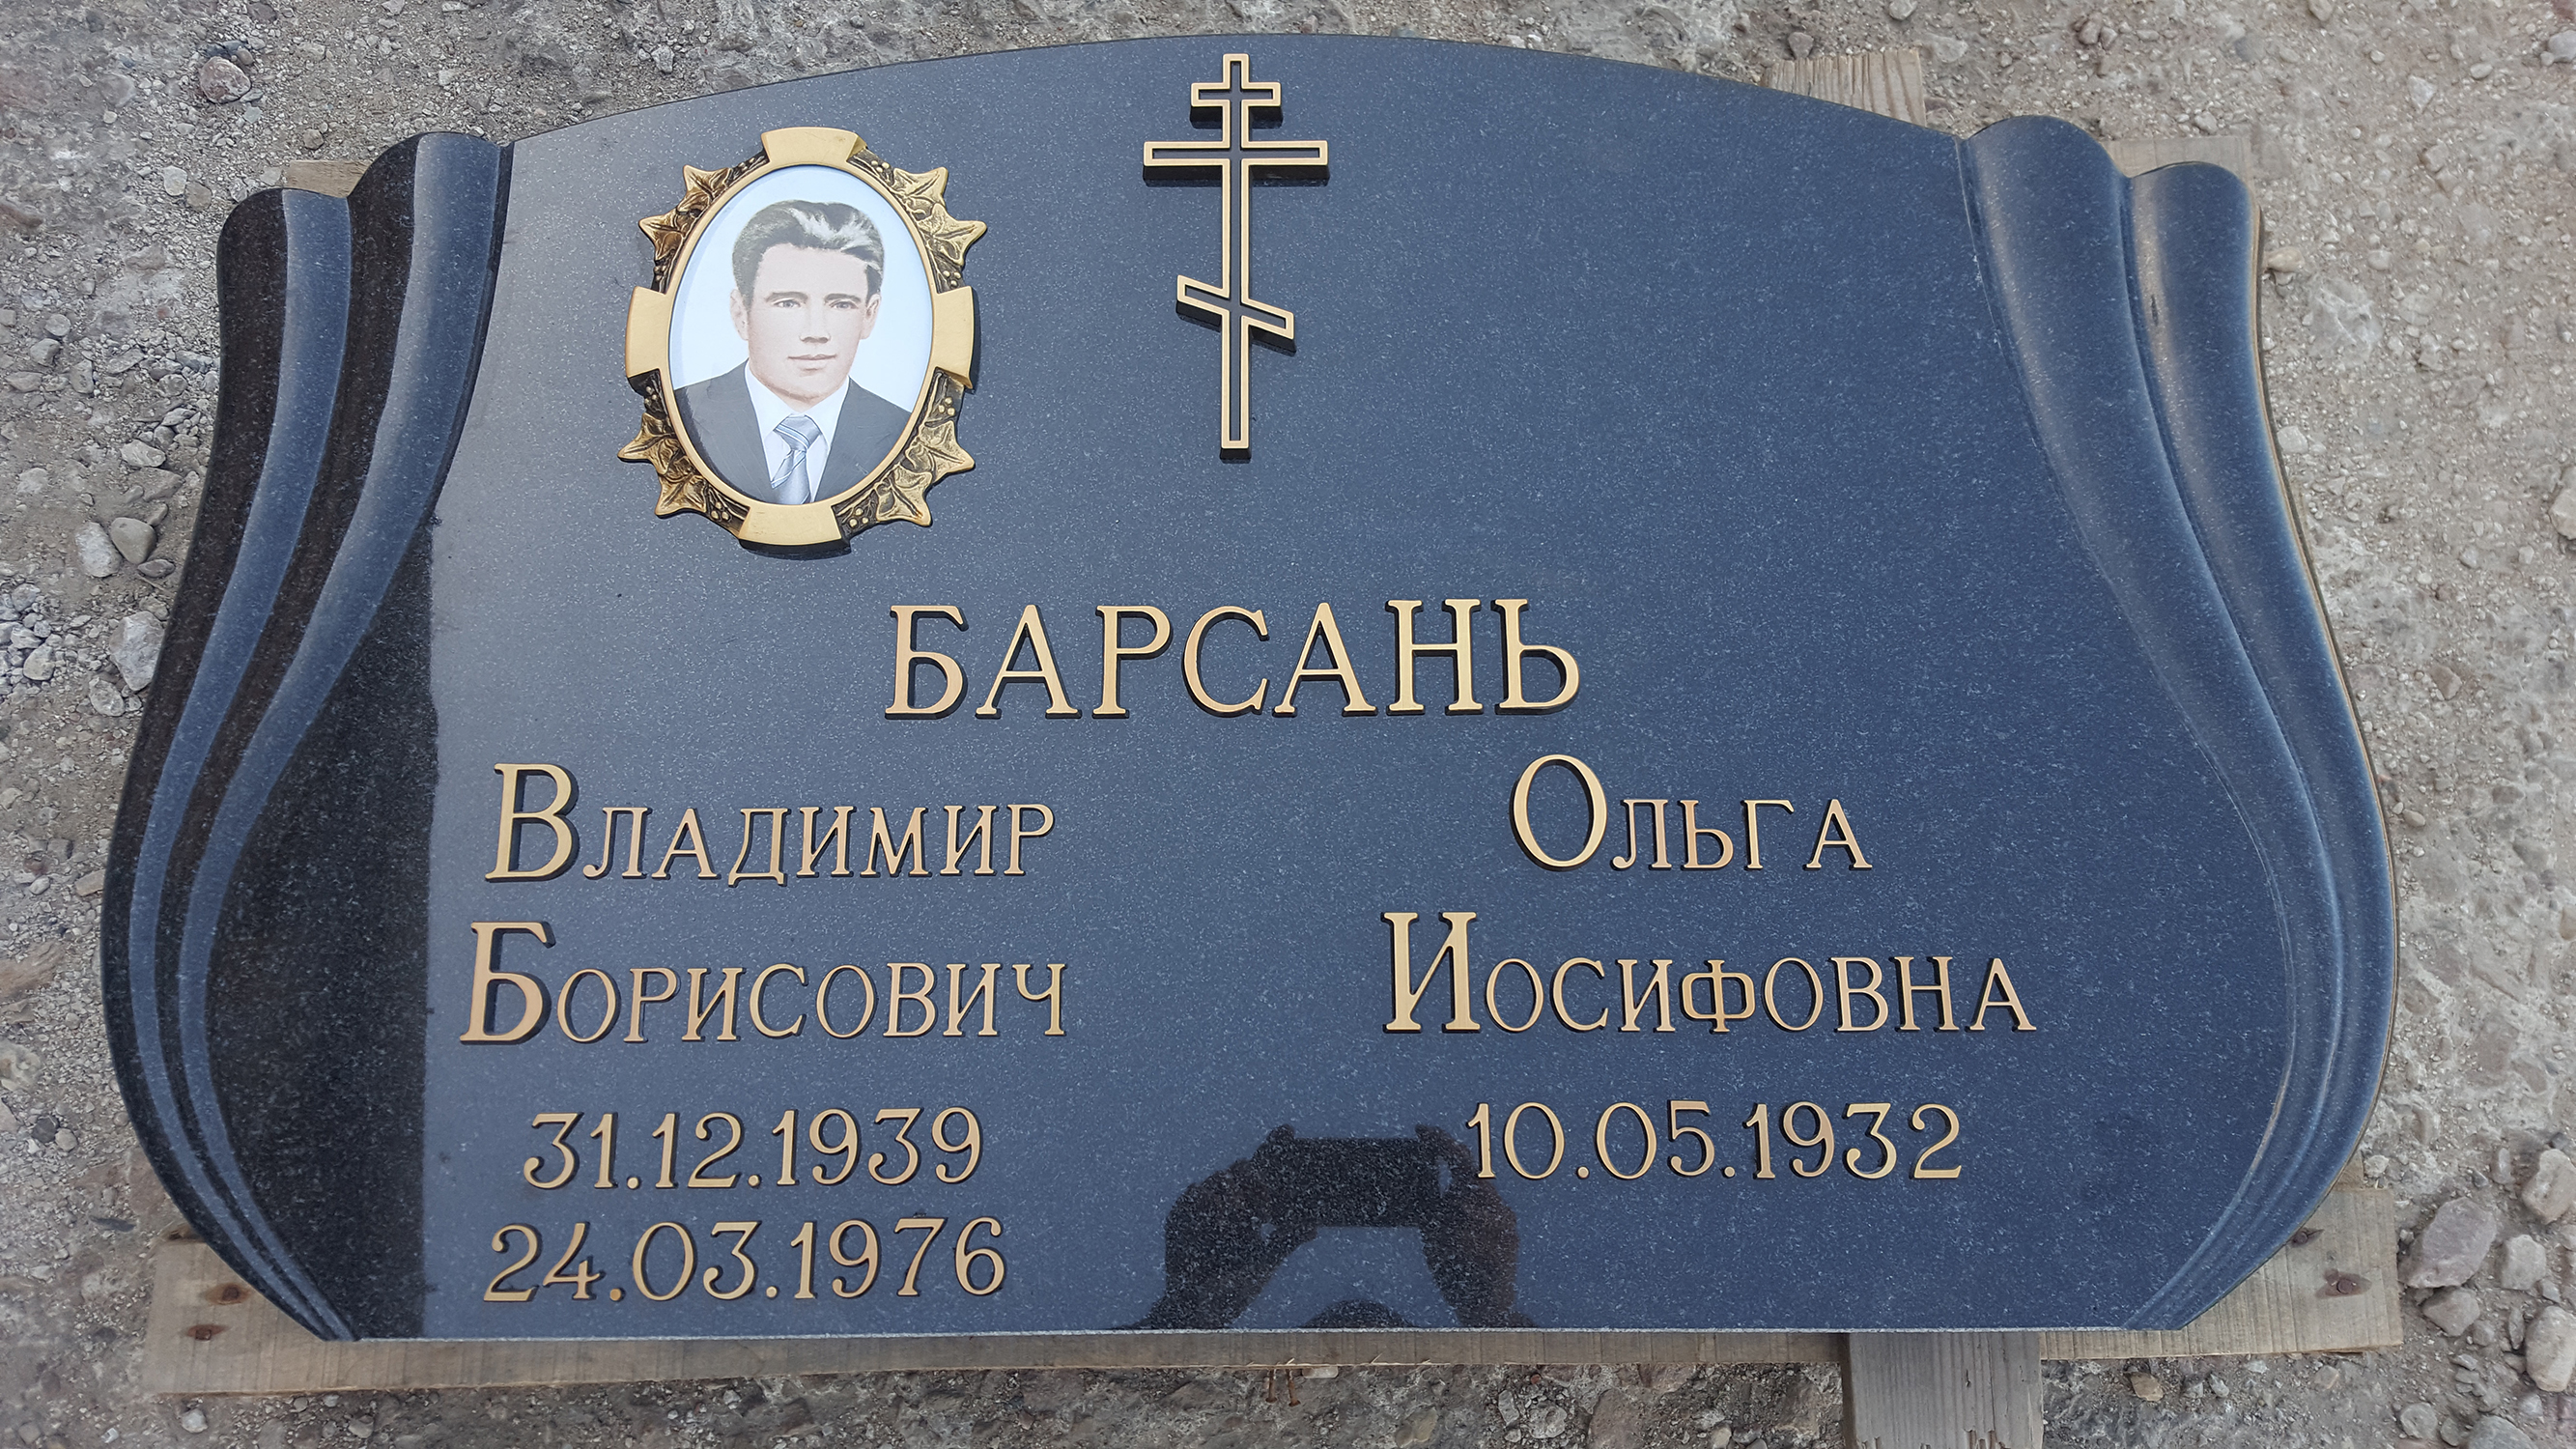 БАРСАНЬ
Владимир
Борисович
31.12.1939
24.03.1976
Ольга
Иосифовна
10.05.1932